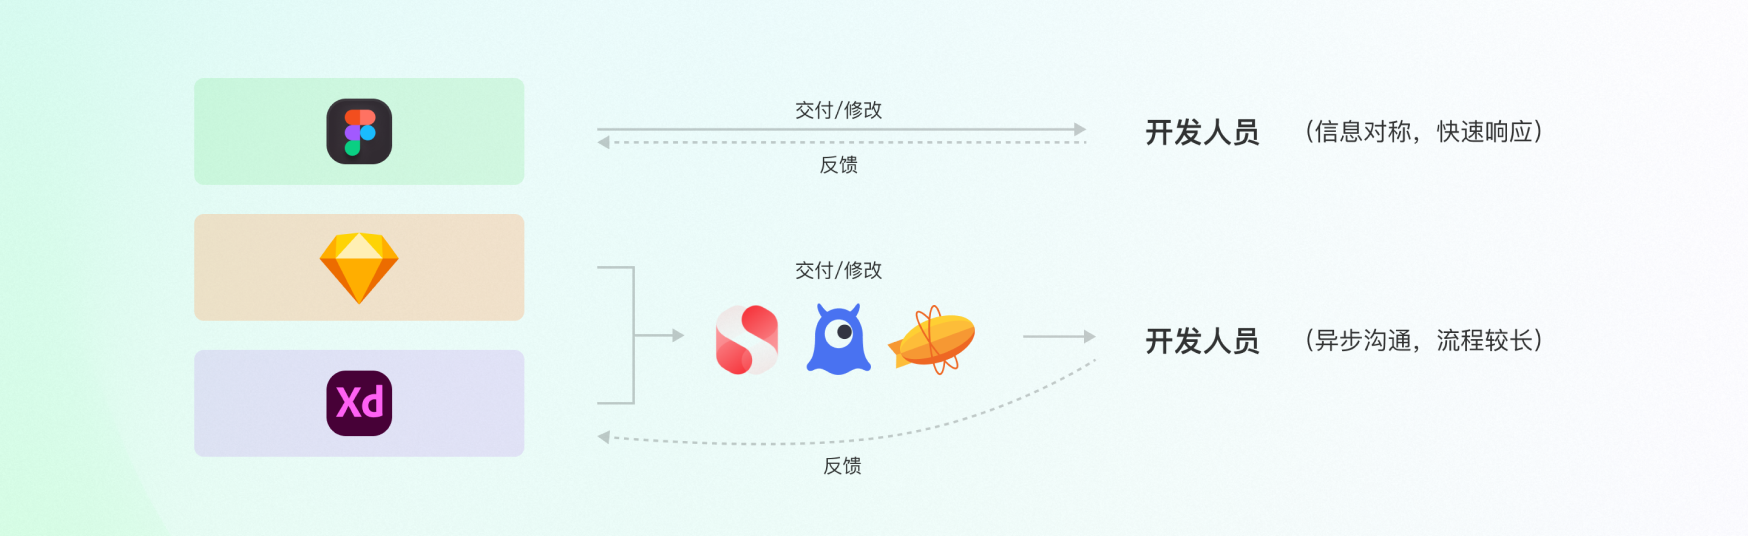 交付/修改
反馈
开发人员 （信息对称，快速响应）
交付/修改
开发人员 （异步沟通，流程较长）
Xd
反馈